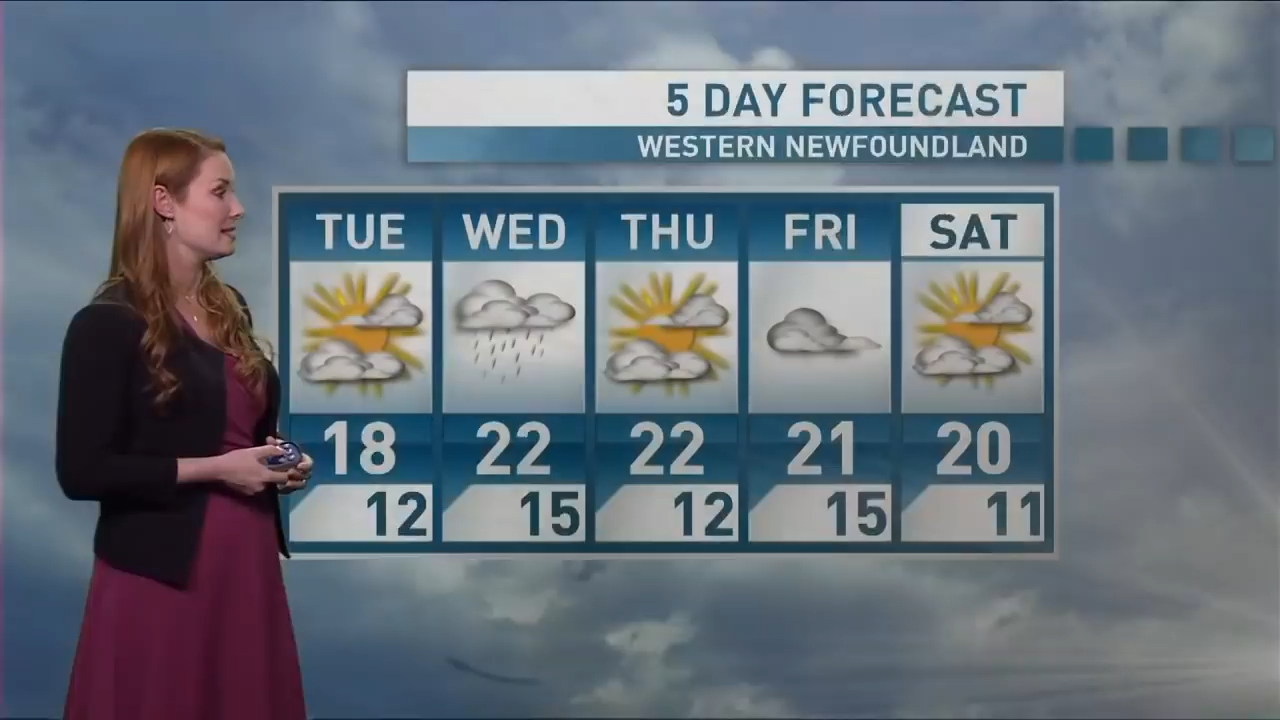 5 DAY FORECAST
WESTERN NEWFOUNDLAND
TUE WED THU FRI SAT
18 22 22 21 20
12 15 12 15 11